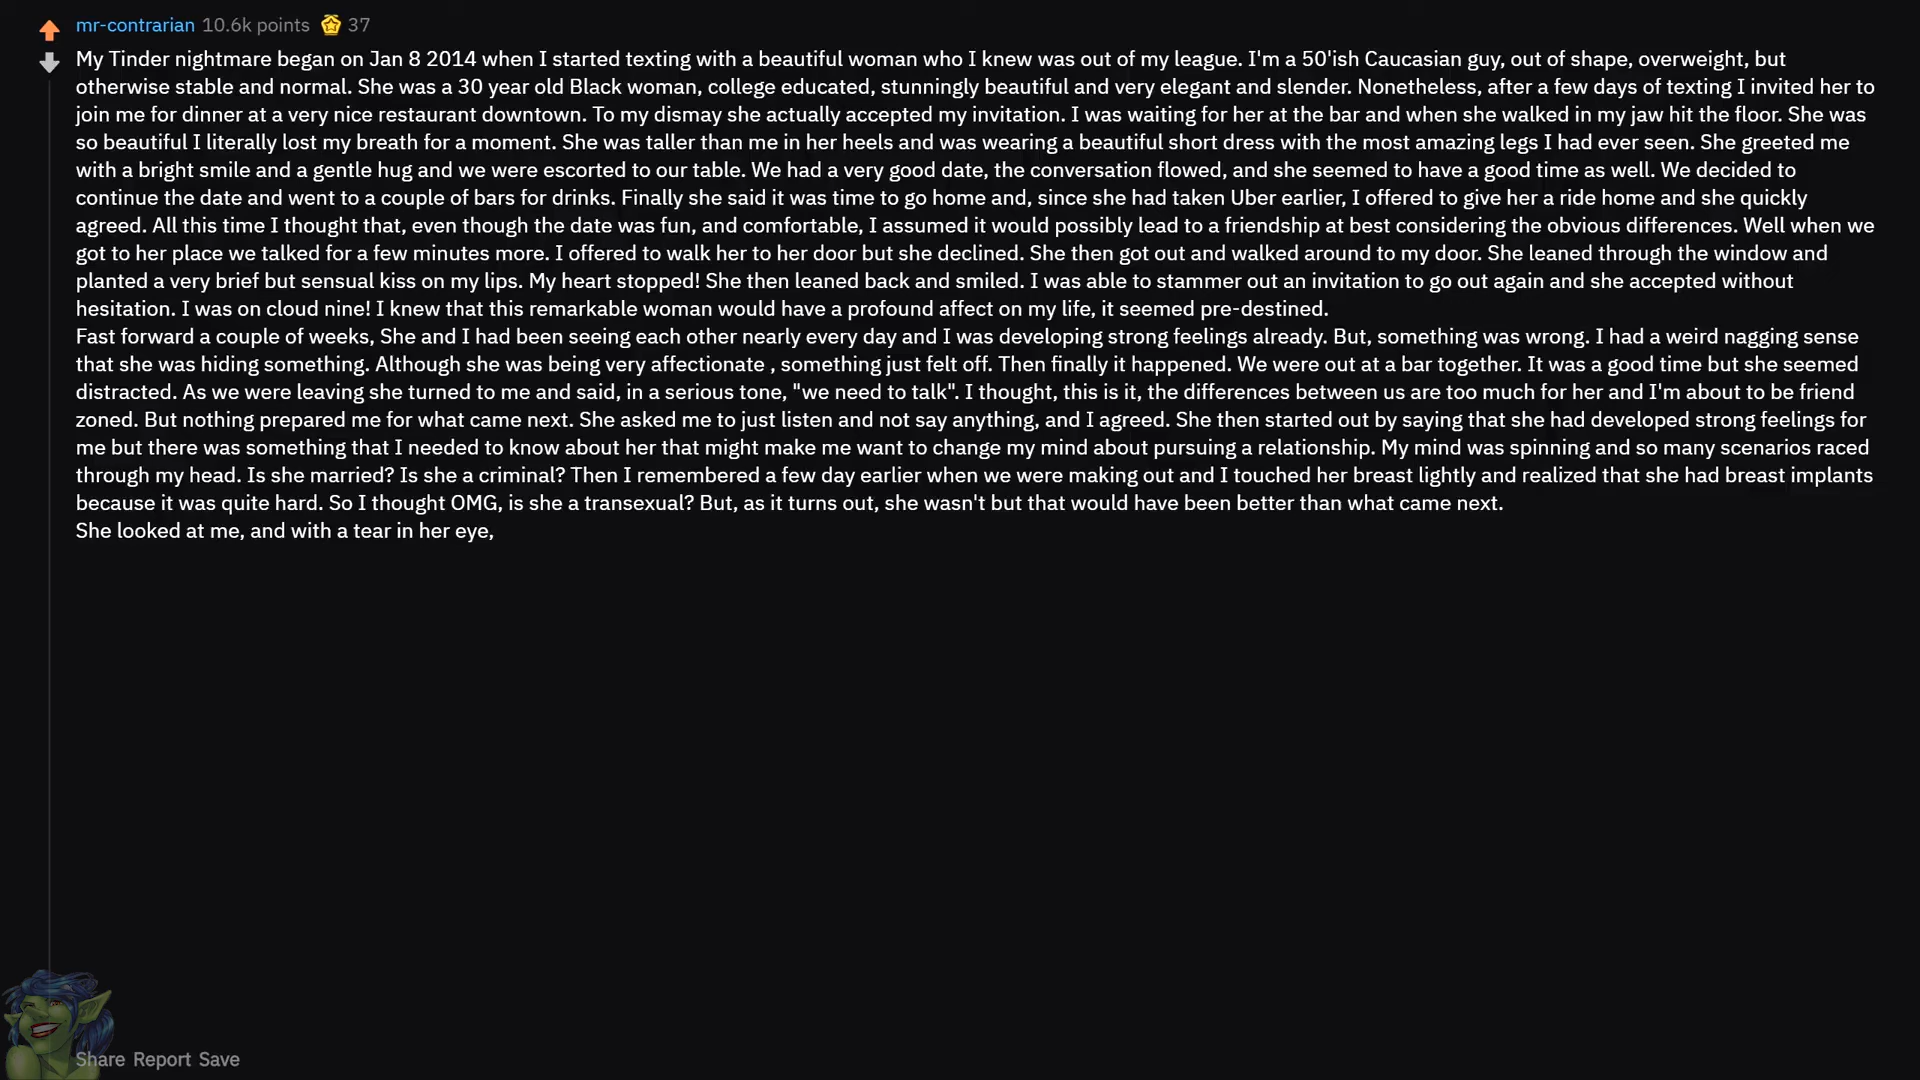 mr-contrarian 10.6k points 37
My Tinder nightmare began on Jan 8 2014 when I started texting with a beautiful woman who I knew was out of my league. I'm a 50'ish Caucasian guy, out of shape, overweight, but
otherwise stable and normal. She was a 30 year old Black woman, college educated, stunningly beautiful and very elegant and slender. Nonetheless, after a few days of texting I invited her to
join me for dinner at a very nice restaurant downtown. To my dismay she actually accepted my invitation. I was waiting for her at the bar and when she walked in my jaw hit the floor. She was
so beautiful I literally lost my breath for a moment. She was taller than me in her heels and was wearing a beautiful short dress with the most amazing legs I had ever seen. She greeted me
with a bright smile and a gentle hug and we were escorted to our table. We had a very good date, the conversation flowed, and she seemed to have a good time as well. We decided to
continue the date and went to a couple of bars for drinks. Finally she said it was time to go home and, since she had taken Uber earlier, I offered to give her a ride home and she quickly
agreed. All this time I thought that, even though the date was fun, and comfortable, I assumed it would possibly lead to a friendship at best considering the obvious differences. Well when we
got to her place we talked for a few minutes more. I offered to walk her to her door but she declined. She then got out and walked around to my door. She leaned through the window and
planted a very brief but sensual kiss on my lips. My heart stopped! She then leaned back and smiled. I was able to stammer out an invitation to go out again and she accepted without
hesitation. I was on cloud nine! I knew that this remarkable woman would have a profound affect on my life, it seemed pre-destined.
Fast forward a couple of weeks, She and I had been seeing each other nearly every day and I was developing strong feelings already. But, something was wrong. I had a weird nagging sense
that she was hiding something. Although she was being very affectionate , something just felt off. Then finally it happened. We were out at a bar together. It was a good time but she seemed
distracted. As we were leaving she turned to me and said, in a serious tone, "we need to talk". I thought, this is it, the differences between us are too much for her and I'm about to be friend
zoned. But nothing prepared me for what came next. She asked me to just listen and not say anything, and I agreed. She then started out by saying that she had developed strong feelings for
me but there was something that I needed to know about her that might make me want to change my mind about pursuing a relationship. My mind was spinning and so many scenarios raced
through my head. Is she married? Is she a criminal? Then I remembered a few day earlier when we were making out and I touched her breast lightly and realized that she had breast implants
because it was quite hard. So I thought OMG, is she a transexual? But, as it turns out, she wasn't but that would have been better than what came next.
She looked at me, and with a tear in her eye,
Share Report Save